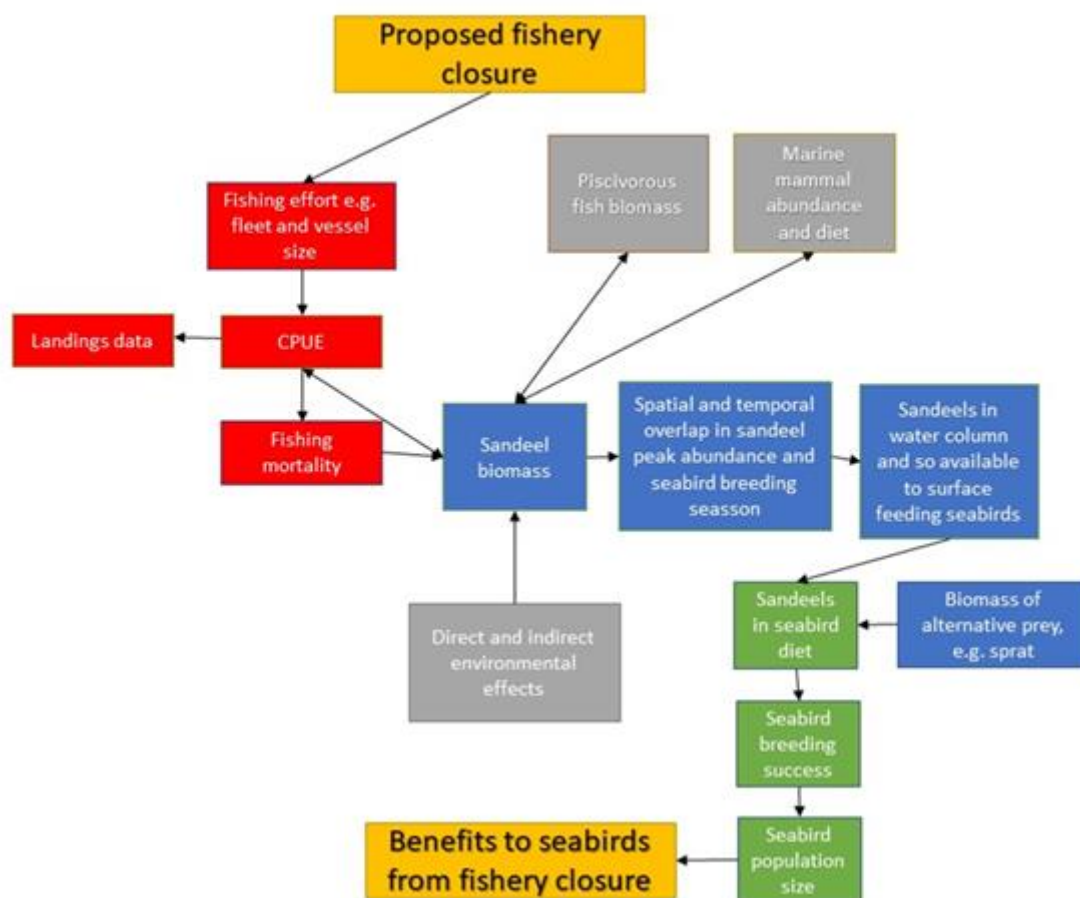 Proposed fishery
closure
Piscivorous
fish biomass
Marine
mammal
abundance
and diet
Fishing effort e.g.
fleet and vessel
size
Landings data
CPUE
Fishing
mortality
Sandeel
biomass
Spatial and temporal
overlap in sandeel
peak abundance and
seabird breeding
seasson
Sandeels in
water column
and so available
to surface
feeding seabirds
Direct and indirect
environmental
effects
Sandeels
in seabird
diet
Biomass of
alternative prey,
e.g. sprat
Seabird
breeding
success
Seabird
population
size
Benefits to seabirds
from fishery closure